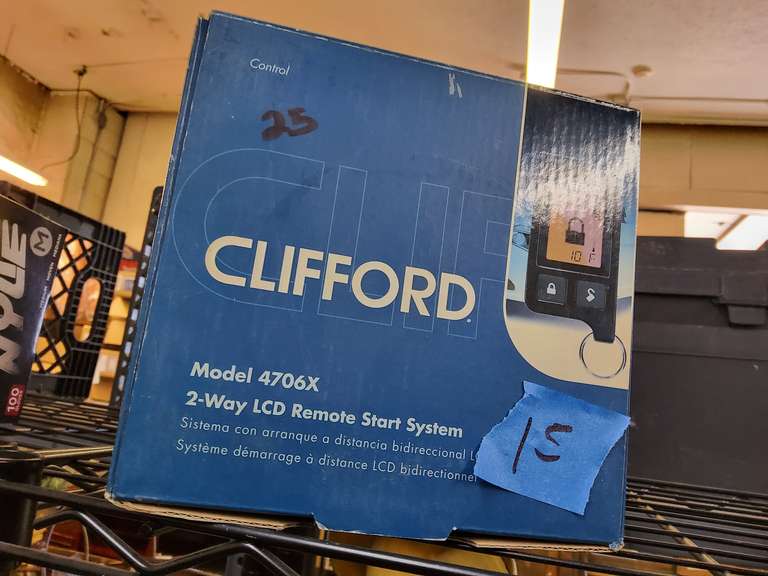 Control
25
CLIFFORD
Model 4706X
2-Way LCD Remote Start System
Sistema con arranque a distancia bidireccional
Système démarrage à distance LCD bidirectionnel
15
10 F
M
100